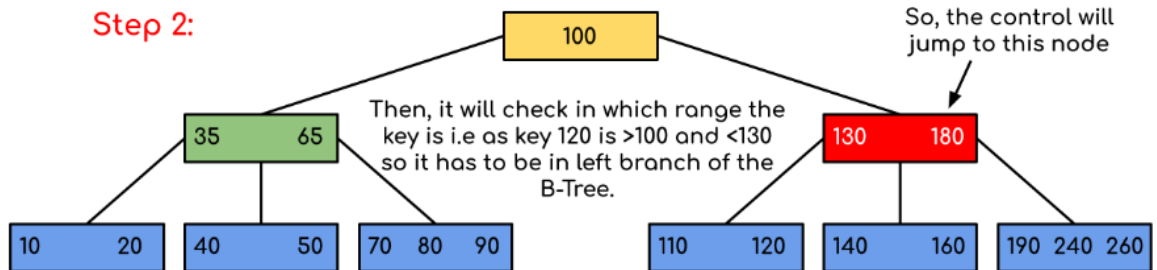 Step 2:
100
So, the control will
jump to this node
Then, it will check in which range the
key is i.e as key 120 is >100 and <130
so it has to be in left branch of the
B-Tree.
35 65
130 180
10 20
40 50
70 80 90
110 120
140 160
190 240 260